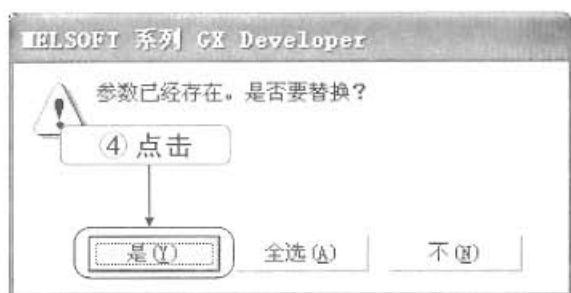 MELSOFT 系列 GX Developer
参数已经存在。是否要替换？
④ 点击
是(Y) 全选(A) 不(N)